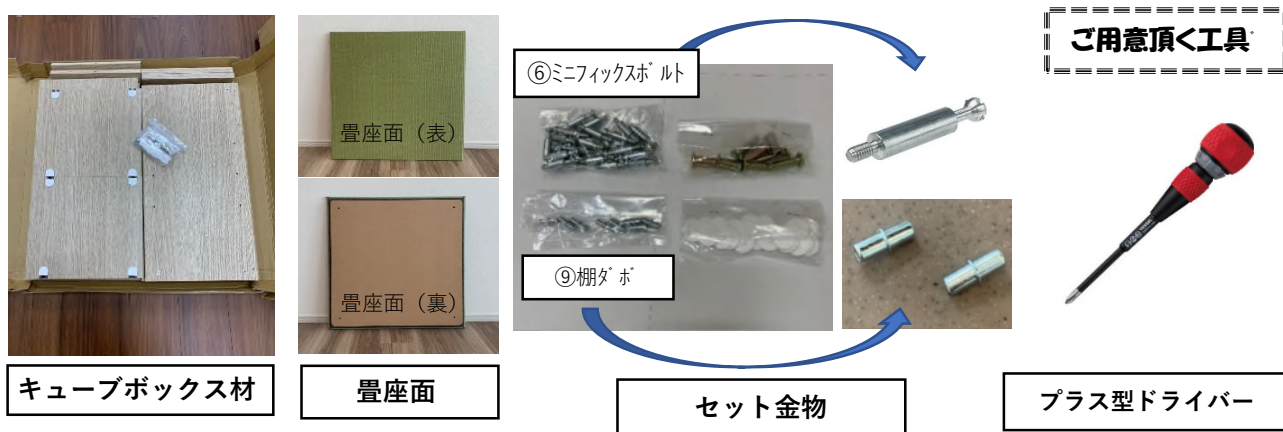 ご用意頂く工具
⑥ミニフィックスボルト
畳座面（表）
畳座面（裏）
⑨棚ダボ
キューブボックス材
畳座面
セット金物
プラス型ドライバー